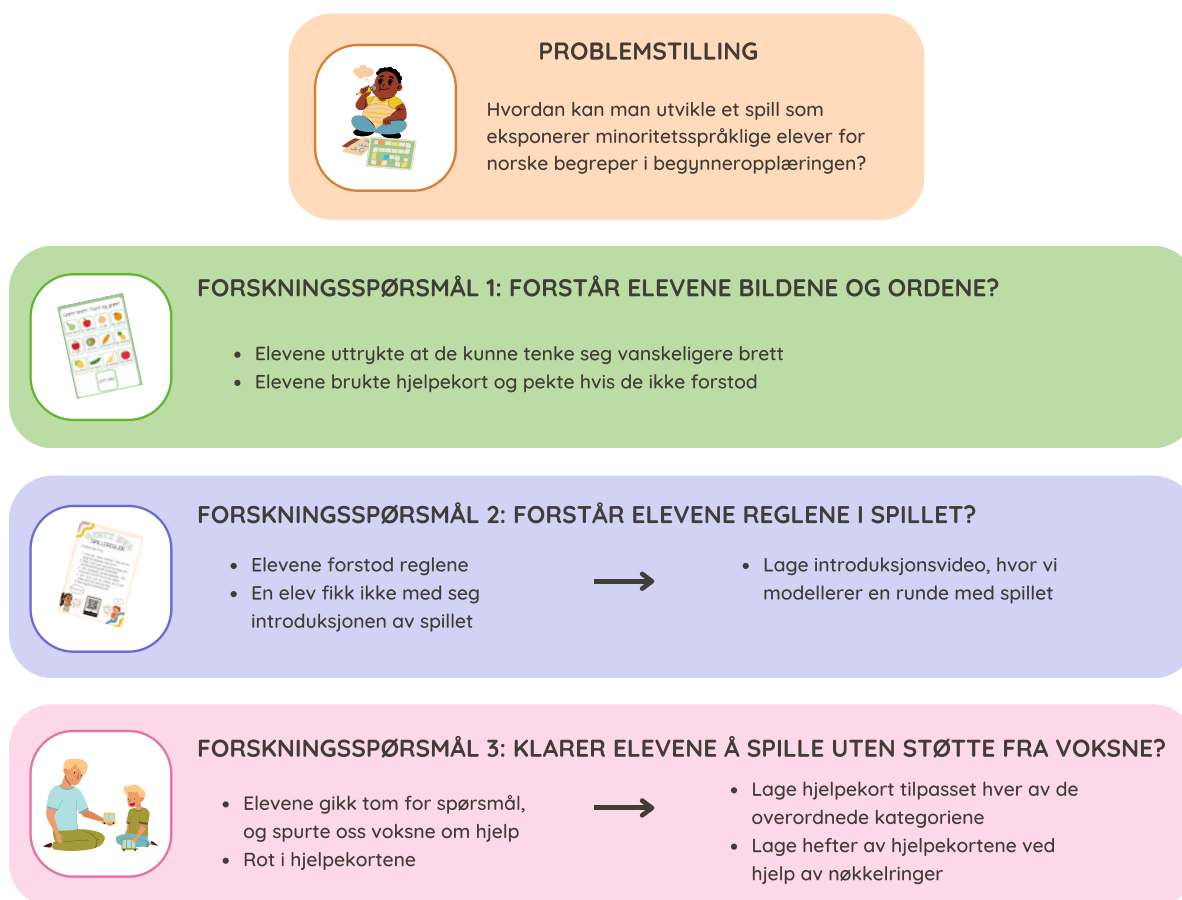 PROBLEMSTILLING
Hvordan kan man utvikle et spill som
eksponerer minoritetsspråklige elever for
norske begreper i begynneropplæringen?
FORSKNINGSSPØRSMÅL 1: FORSTÅR ELEVENE BILDENE OG ORDENE?
• Elevene uttrykte at de kunne tenke seg vanskeligere brett
• Elevene brukte hjelpekort og pekte hvis de ikke forstod
FORSKNINGSSPØRSMÅL 2: FORSTÅR ELEVENE REGLENE I SPILLET?
• Elevene forstod reglene
• En elev fikk ikke med seg
introduksjonen av spillet
• Lage introduksjonsvideo, hvor vi
modellerer en runde med spillet
SPILLEREGLER
FORSKNINGSSPØRSMÅL 3: KLARER ELEVENE Å SPILLE UTEN STØTTE FRA VOKSNE?
• Elevene gikk tom for spørsmål,
og spurte oss voksne om hjelp
• Rot i hjelpekortene
• Lage hjelpekort tilpasset hver av de
overordnede kategoriene
• Lage hefter av hjelpekortene ved
hjelp av nøkkelringer